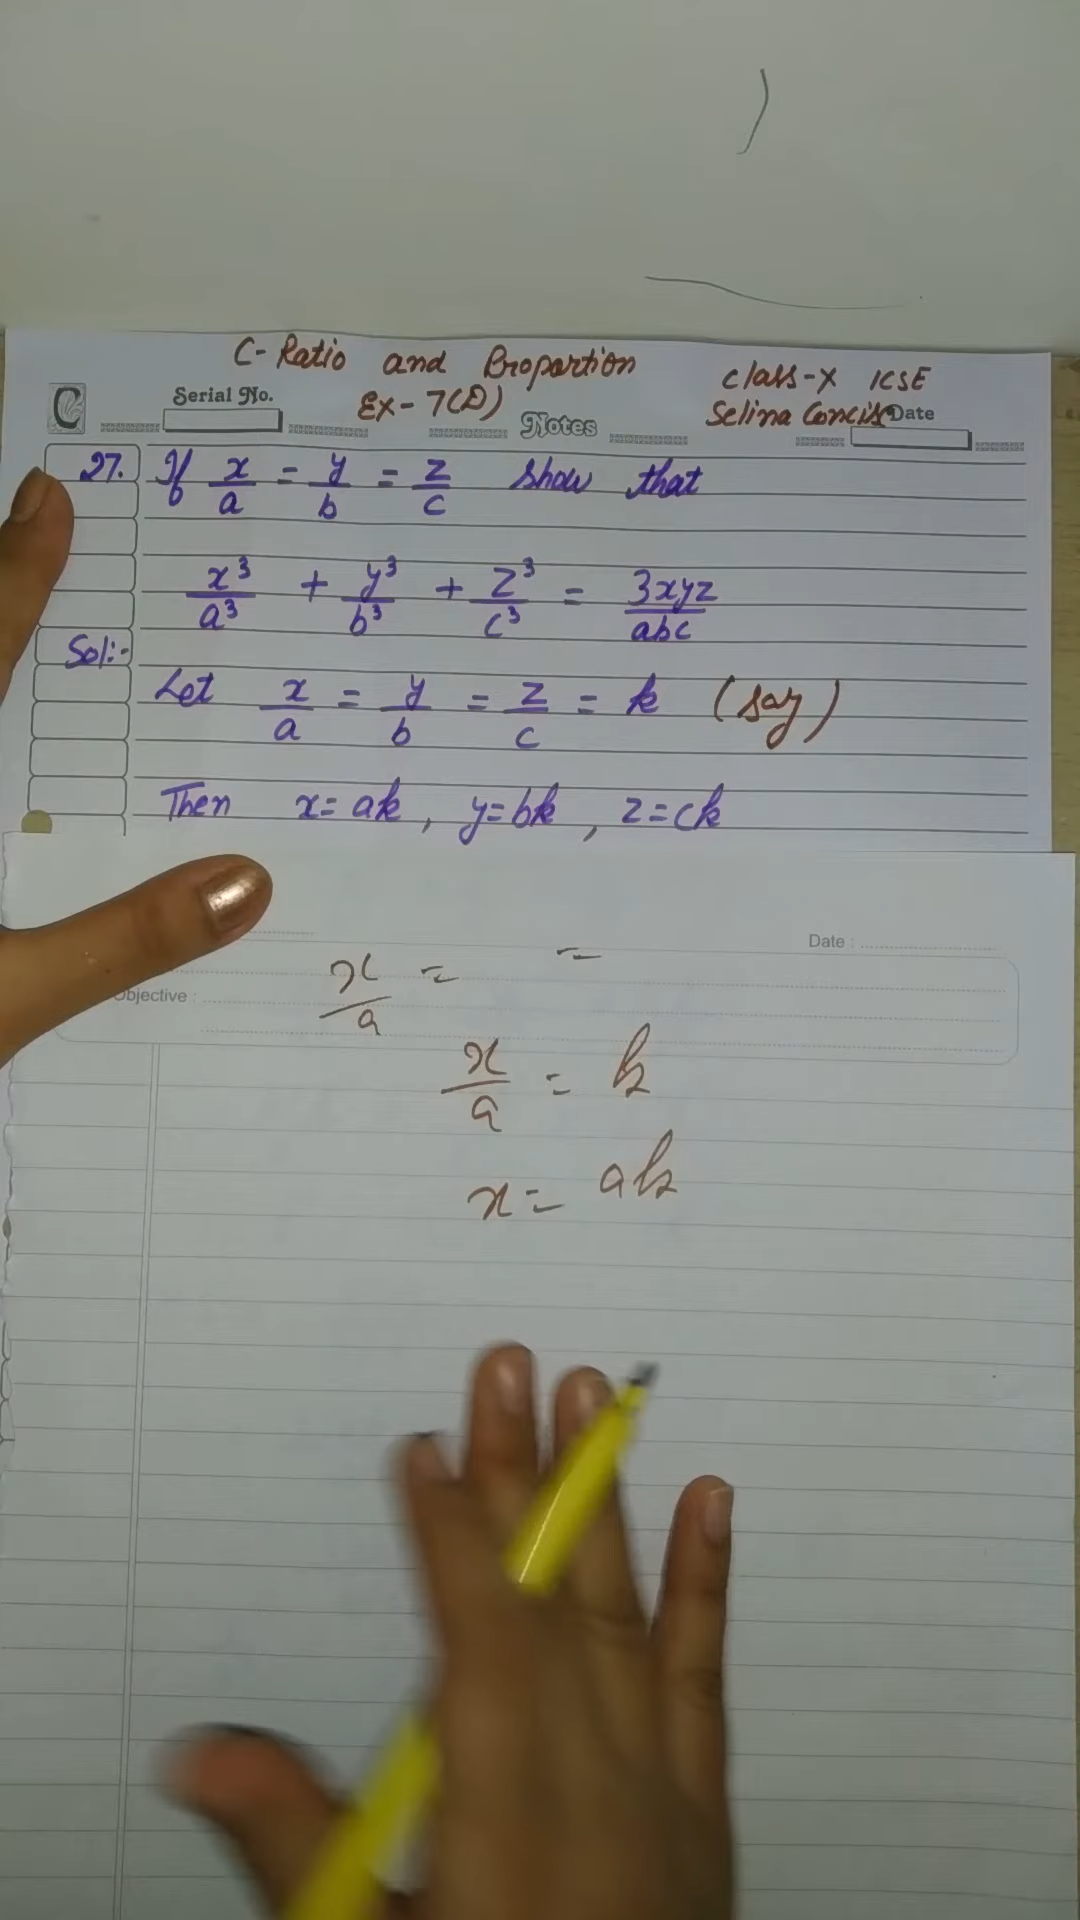 C- Ratio and Proportion
Class-X ICSE
Serial No.
Ex-7(D)
Notes
Selina Concise
Date
27. If x/a = y/b = z/c show that
x³/a³ + y³/b³ + z³/c³ = 3xyz/abc
Sol:-
Let x/a = y/b = z/c = k (say)
Then x=ak, y=bk, z=ck
Date :
x/a = =
Objective :
x/a = k
x= ak